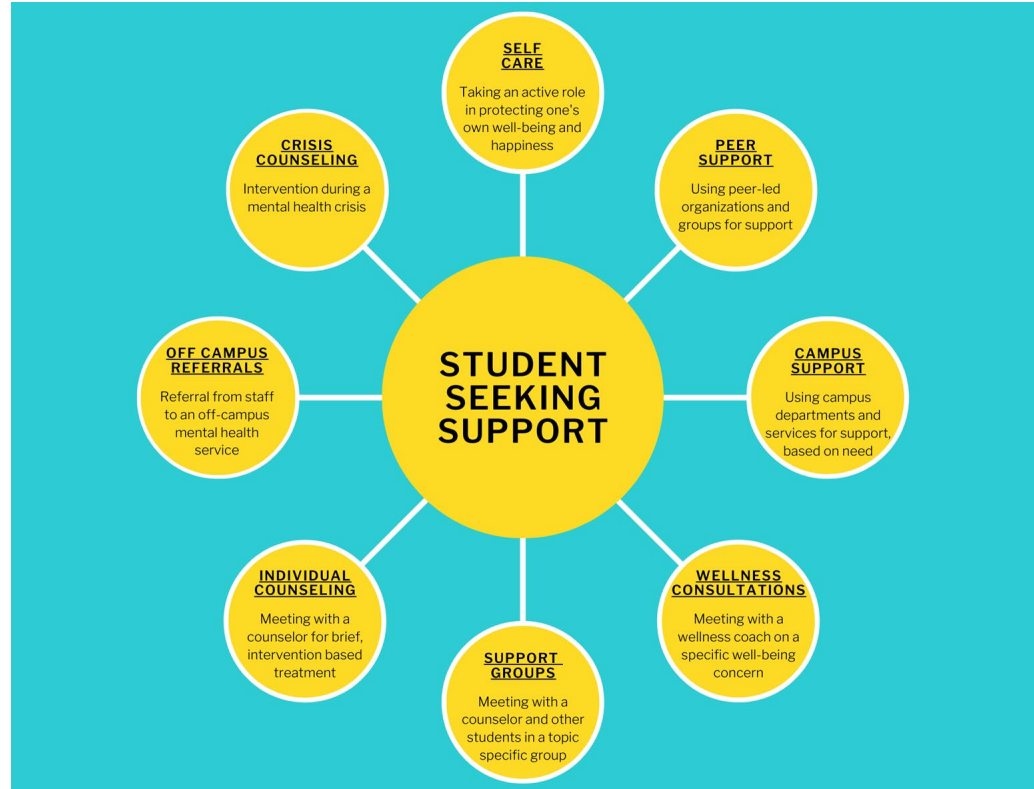 SELF
CARE
Taking an active role
in protecting one's
own well-being and
happiness
PEER
SUPPORT
Using peer-led
organizations and
groups for support
CAMPUS
SUPPORT
Using campus
departments and
services for support,
based on need
WELLNESS
CONSULTATIONS
Meeting with a
wellness coach on a
specific well-being
concern
SUPPORT
GROUPS
Meeting with a
counselor and other
students in a topic
specific group
INDIVIDUAL
COUNSELING
Meeting with a
counselor for brief,
intervention based
treatment
OFF CAMPUS
REFERRALS
Referral from staff
to an off-campus
mental health
service
CRISIS
COUNSELING
Intervention during a
mental health crisis
STUDENT
SEEKING
SUPPORT